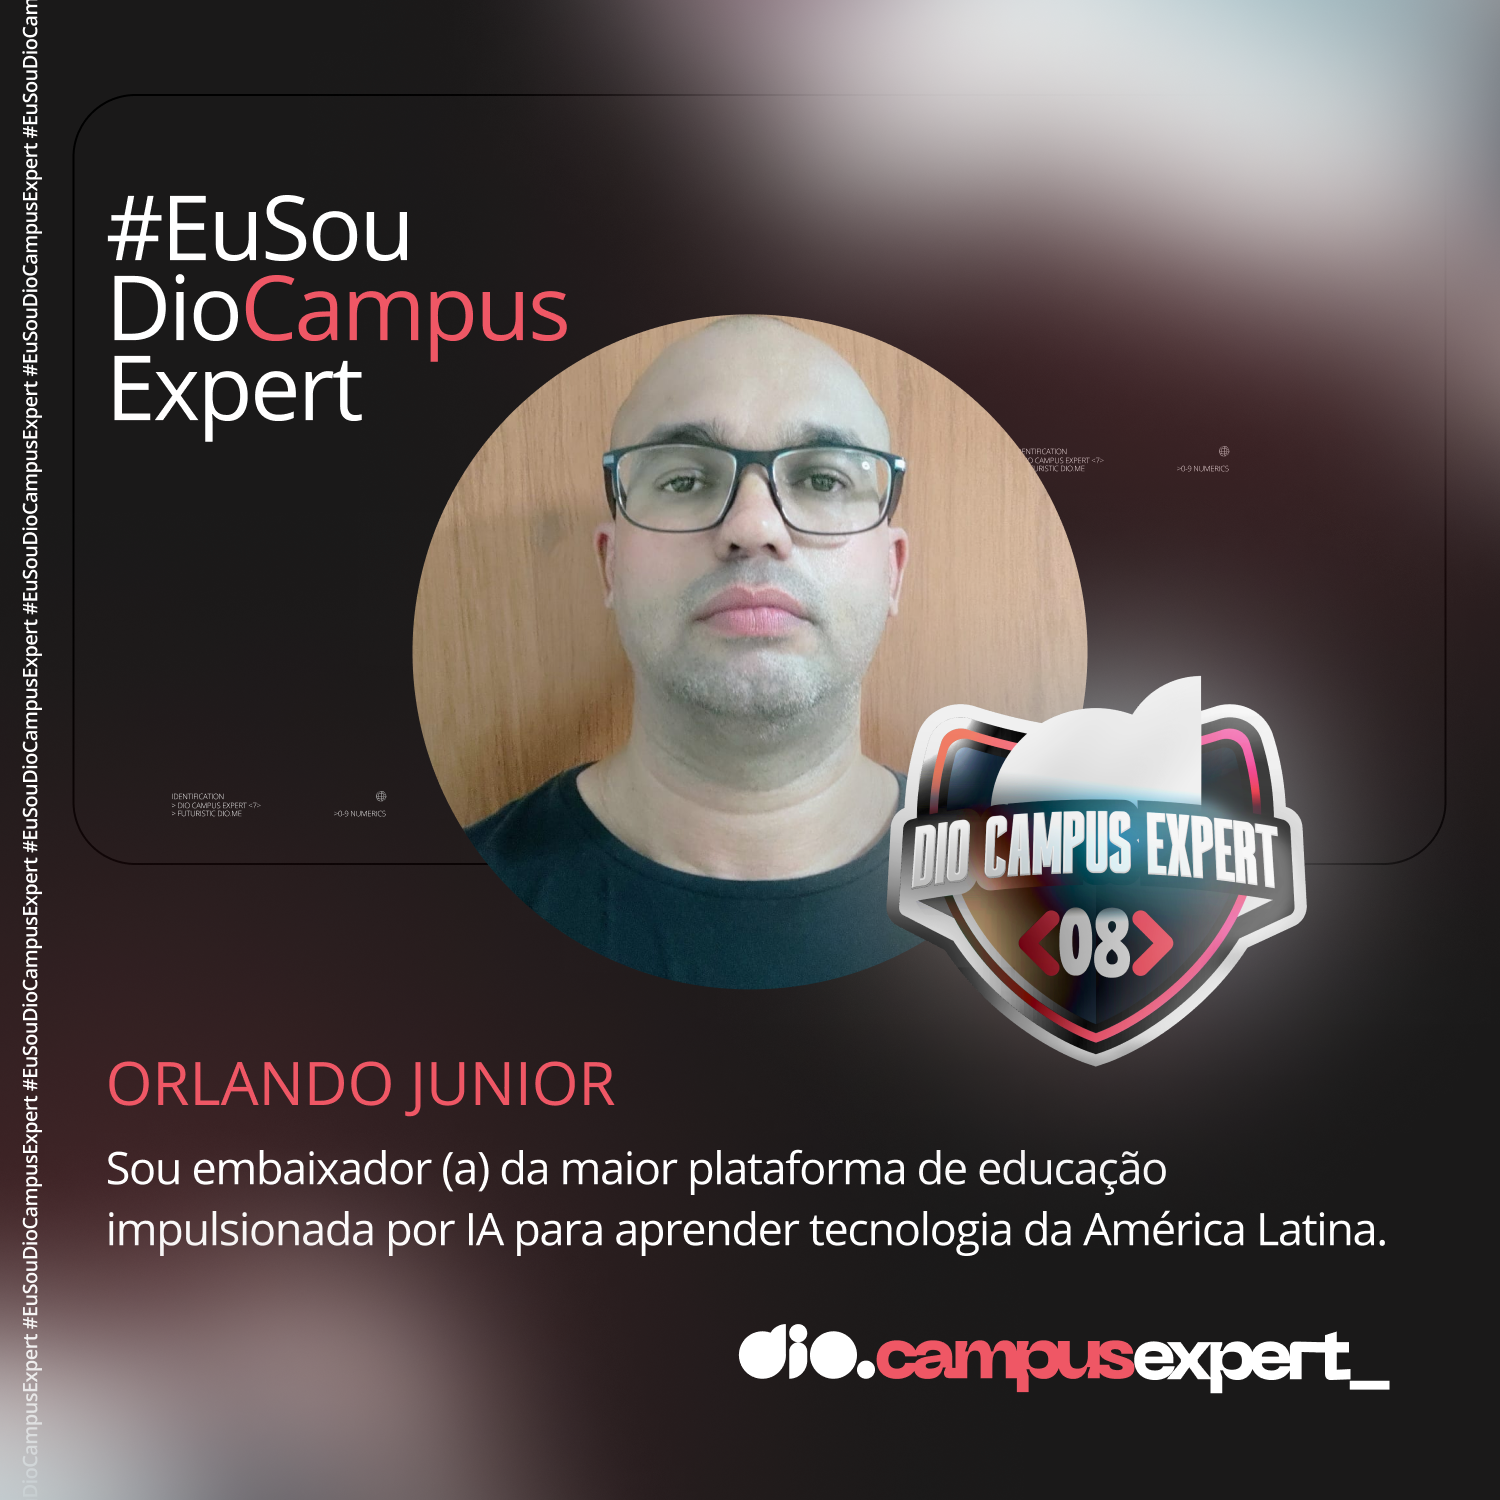 #EuSouDioCampusExpert #EuSouDioCampusExpert #EuSouDioCampusExpert #EuSouDioCampusExpert #EuSouDioCampusExpert
#EuSou
DioCampus
Expert
>0-9 NUMERICS
IDENTIFICATION
> DIO CAMPUS EXPERT <7>
> FUTURISTIC DIO.ME
>0-9 NUMERICS
DIO CAMPUS EXPERT
<08>
ORLANDO JUNIOR
Sou embaixador (a) da maior plataforma de educação
impulsionada por IA para aprender tecnologia da América Latina.
dio.campusexpert_